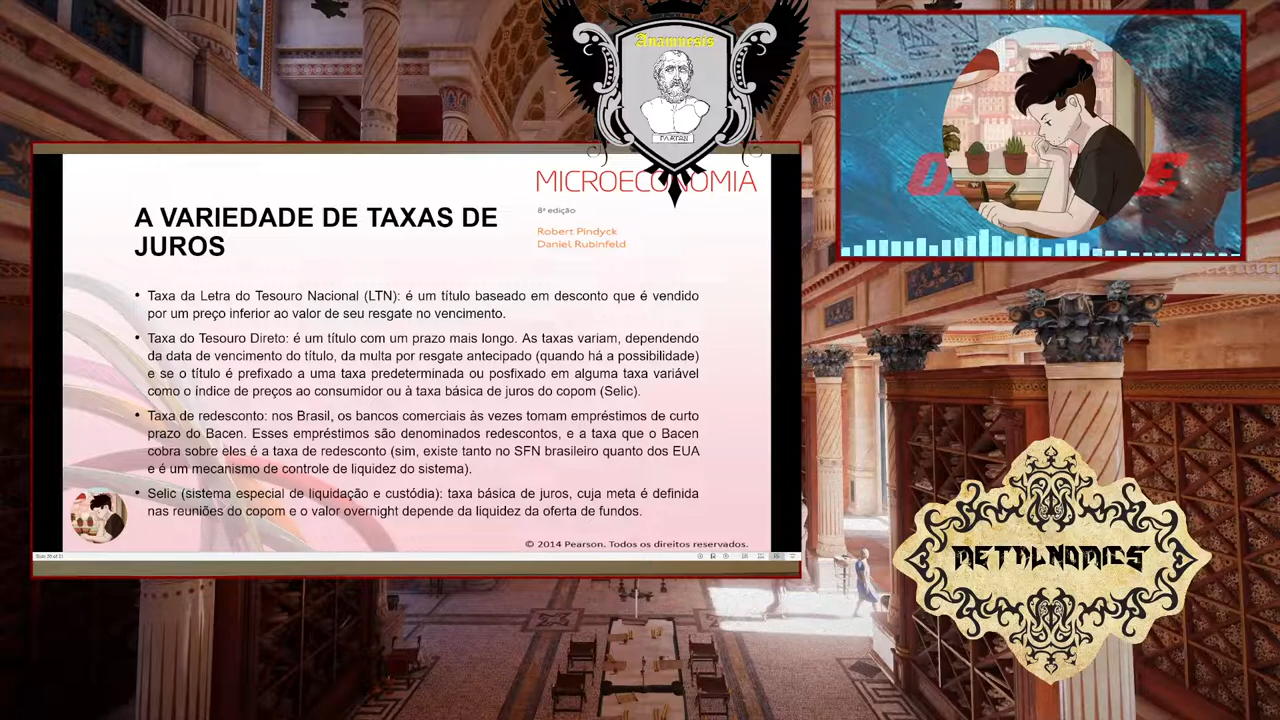 Anamnesis
ΠΛΑΤΩΝ
MICROECONOMIA
8ª edição
Robert Pindyck
Daniel Rubinfeld
A VARIEDADE DE TAXAS DE
JUROS
• Taxa da Letra do Tesouro Nacional (LTN): é um título baseado em desconto que é vendido
por um preço inferior ao valor de seu resgate no vencimento.
• Taxa do Tesouro Direto: é um título com um prazo mais longo. As taxas variam, dependendo
da data de vencimento do título, da multa por resgate antecipado (quando há a possibilidade)
e se o título é prefixado a uma taxa predeterminada ou posfixado em alguma taxa variável
como o índice de preços ao consumidor ou à taxa básica de juros do copom (Selic).
• Taxa de redesconto: nos Brasil, os bancos comerciais às vezes tomam empréstimos de curto
prazo do Bacen. Esses empréstimos são denominados redescontos, e a taxa que o Bacen
cobra sobre eles é a taxa de redesconto (sim, existe tanto no SFN brasileiro quanto dos EUA
e é um mecanismo de controle de liquidez do sistema).
• Selic (sistema especial de liquidação e custódia): taxa básica de juros, cuja meta é definida
nas reuniões do copom e o valor overnight depende da liquidez da oferta de fundos.
© 2014 Pearson. Todos os direitos reservados.
METALNOMICS